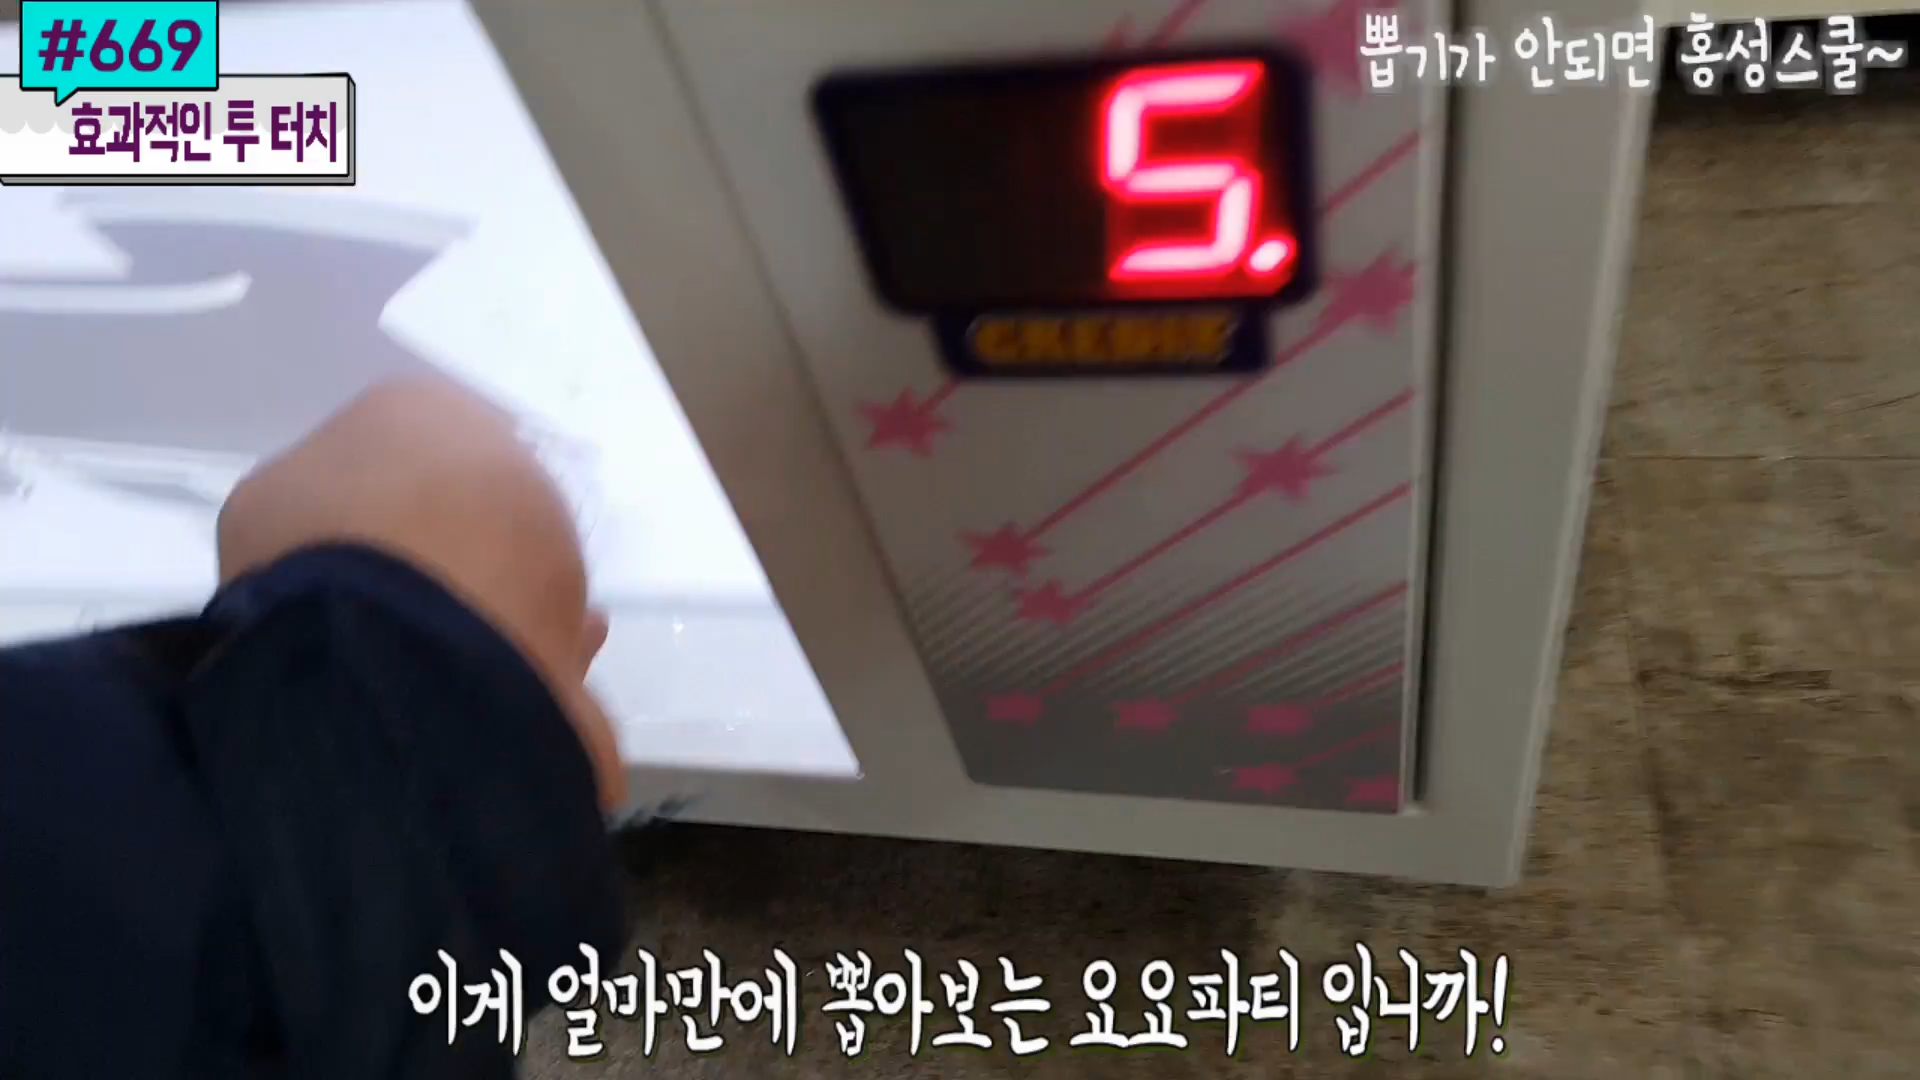 #669
효과적인 투 터치
뽑기가 안되면 홍성스쿨~
5.
CREDIT
이게 얼마만에 뽑아보는 요요파티 입니까!